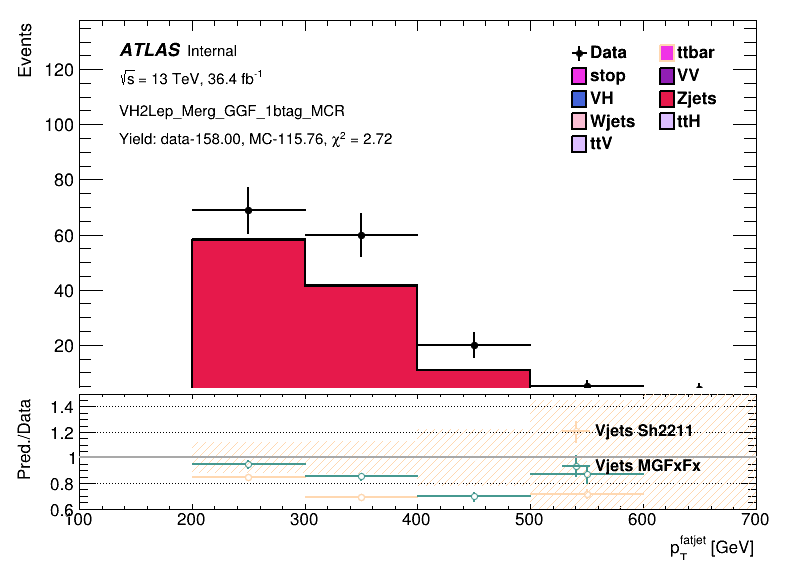 Events
ATLAS Internal
√s = 13 TeV, 36.4 fb⁻¹
VH2Lep_Merg_GGF_1btag_MCR
Yield: data-158.00, MC-115.76, χ² = 2.72
Data
ttbar
stop
VV
VH
Zjets
Wjets
ttH
ttV
120
100
80
60
40
20
Pred./Data
1.4
1.2
1
0.8
0.6
Vjets Sh2211
Vjets MGFxFx
100 200 300 400 500 600 700
p_T^fatjet [GeV]